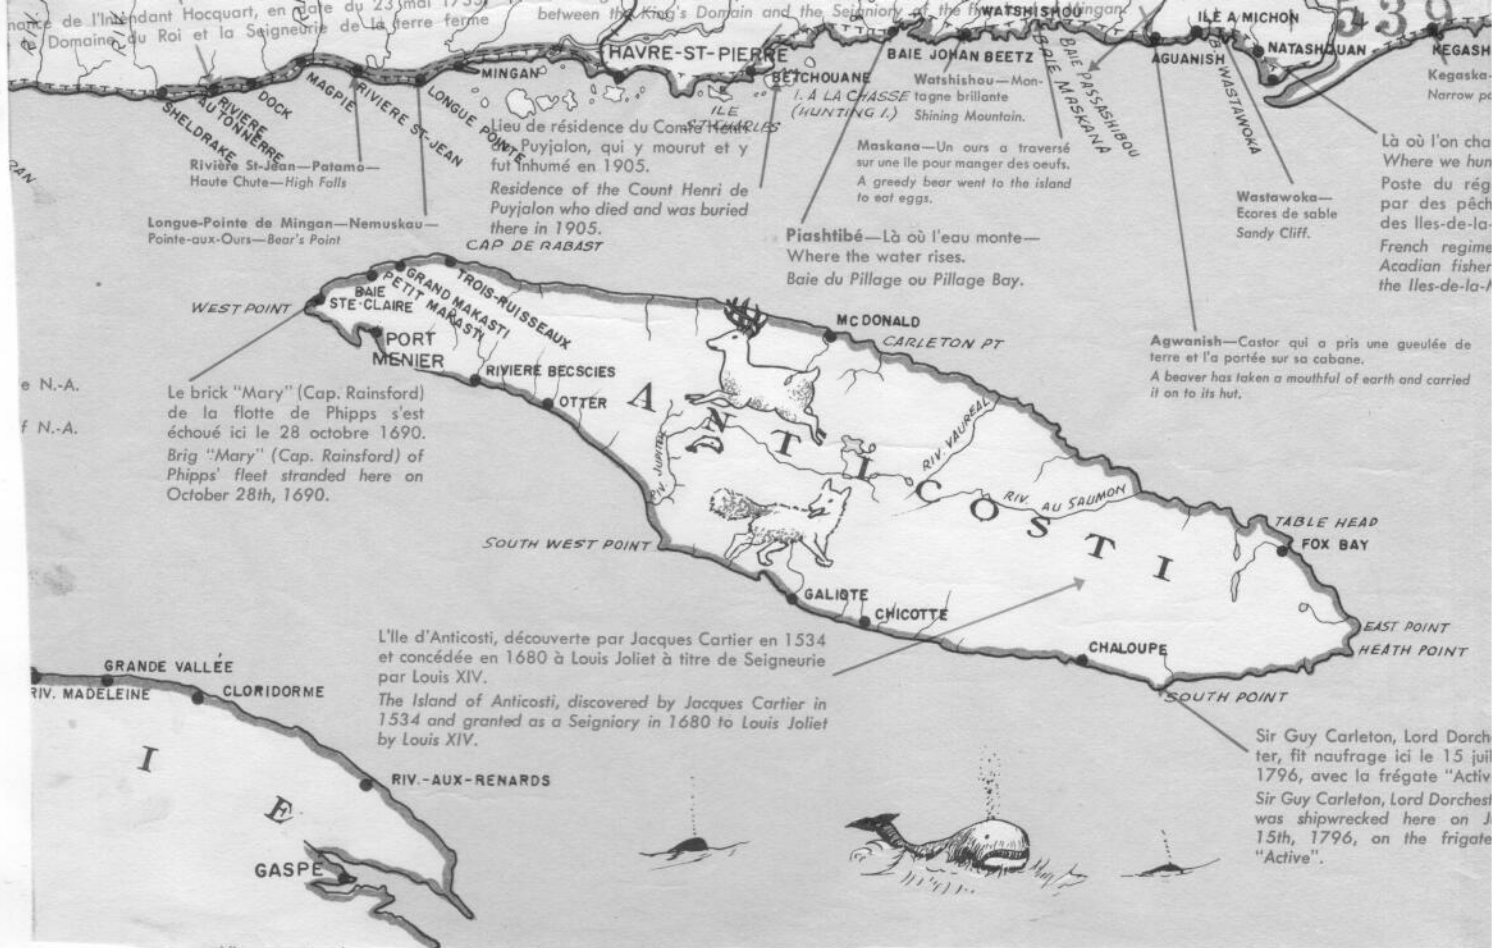 nance de l'Intendant Hocquart, en date du 23 mai 1733,
Domaine du Roi et la Seigneurie de la terre ferme
between the King's Domain and the Seigniory of the
Mingan
RIV.
RIV.
539
WATSHISHOU
ILE A MICHON
HAVRE-ST-PIERRE
BAIE JOHAN BEETZ
AGUANISH
NATASHQUAN
KEGASH
MINGAN
BETCHOUANE
SHELDRAKE
RIVIERE
AU TONNERRE
DOCK
MAGPIE
RIVIERE ST-JEAN
LONGUE POINTE
ILE
ST-CHARLES
I. A LA CHASSE
(HUNTING I.)
BAIE MASKANA
BAIE PASSASHIBOU
WASTAWOKA
Watshishou—Mon-
tagne brillante
Shining Mountain.
Kegaska-
Narrow
Rivière St-Jean—Patamo—
Haute Chute—High Falls
Longue-Pointe de Mingan—Nemuskau—
Pointe-aux-Ours—Bear's Point
Lieu de résidence du Comte Henri
de Puyjalon, qui y mourut et y
fut inhumé en 1905.
Residence of the Count Henri de
Puyjalon who died and was buried
there in 1905.
Maskana—Un ours a traversé
sur une ile pour manger des oeufs.
A greedy bear went to the island
to eat eggs.
Piashtibé—Là où l'eau monte—
Where the water rises.
Baie du Pillage ou Pillage Bay.
Wastawoka—
Ecores de sable
Sandy Cliff.
Là où l'on cha
Where we hun
Poste du rég
par des pêch
des Iles-de-la-
French regime
Acadian fisher
the Iles-de-la-
Agwanish—Castor qui a pris une gueulée de
terre et l'a portée sur sa cabane.
A beaver has taken a mouthful of earth and carried
it on to its hut.
CAP DE RABAST
WEST POINT
BAIE
STE-CLAIRE
PETIT MAKASTI
GRAND MAKASTI
TROIS-RUISSEAUX
PORT
MENIER
RIVIERE BECSCIES
OTTER
MC DONALD
CARLETON PT
ANTICOSTI
RIV. JUPITER
RIV. VAUREAL
RIV. AU SAUMON
TABLE HEAD
FOX BAY
SOUTH WEST POINT
GALIOTE
CHICOTTE
CHALOUPE
EAST POINT
HEATH POINT
SOUTH POINT
e N.-A.
f N.-A.
Le brick "Mary" (Cap. Rainsford)
de la flotte de Phipps s'est
échoué ici le 28 octobre 1690.
Brig "Mary" (Cap. Rainsford) of
Phipps' fleet stranded here on
October 28th, 1690.
L'Ile d'Anticosti, découverte par Jacques Cartier en 1534
et concédée en 1680 à Louis Joliet à titre de Seigneurie
par Louis XIV.
The Island of Anticosti, discovered by Jacques Cartier in
1534 and granted as a Seigniory in 1680 to Louis Joliet
by Louis XIV.
Sir Guy Carleton, Lord Dorch
ter, fit naufrage ici le 15 juil
1796, avec la frégate "Activ
Sir Guy Carleton, Lord Dorchest
was shipwrecked here on J
15th, 1796, on the frigate
"Active".
GRANDE VALLÉE
RIV. MADELEINE
CLORIDORME
RIV.-AUX-RENARDS
I E
GASPE